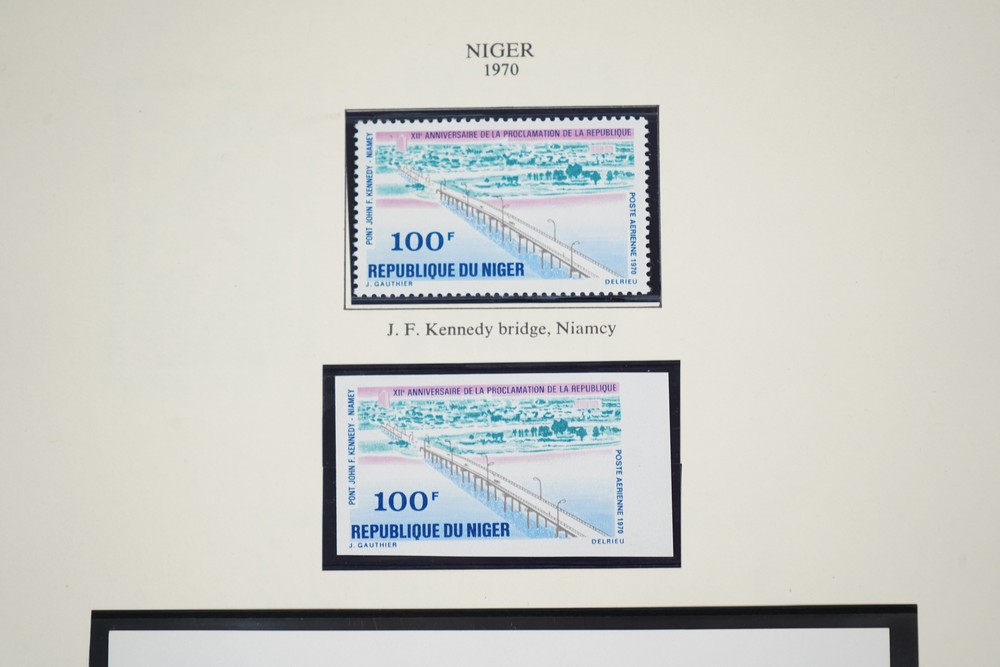 NIGER
1970
XIIe ANNIVERSAIRE DE LA PROCLAMATION DE LA REPUBLIQUE
PONT JOHN F. KENNEDY - NIAMEY
POSTE AERIENNE 1970
100F
REPUBLIQUE DU NIGER
J. GAUTHIER
DELRIEU
J. F. Kennedy bridge, Niamcy
XIIe ANNIVERSAIRE DE LA PROCLAMATION DE LA REPUBLIQUE
PONT JOHN F. KENNEDY - NIAMEY
POSTE AERIENNE 1970
100F
REPUBLIQUE DU NIGER
J. GAUTHIER
DELRIEU